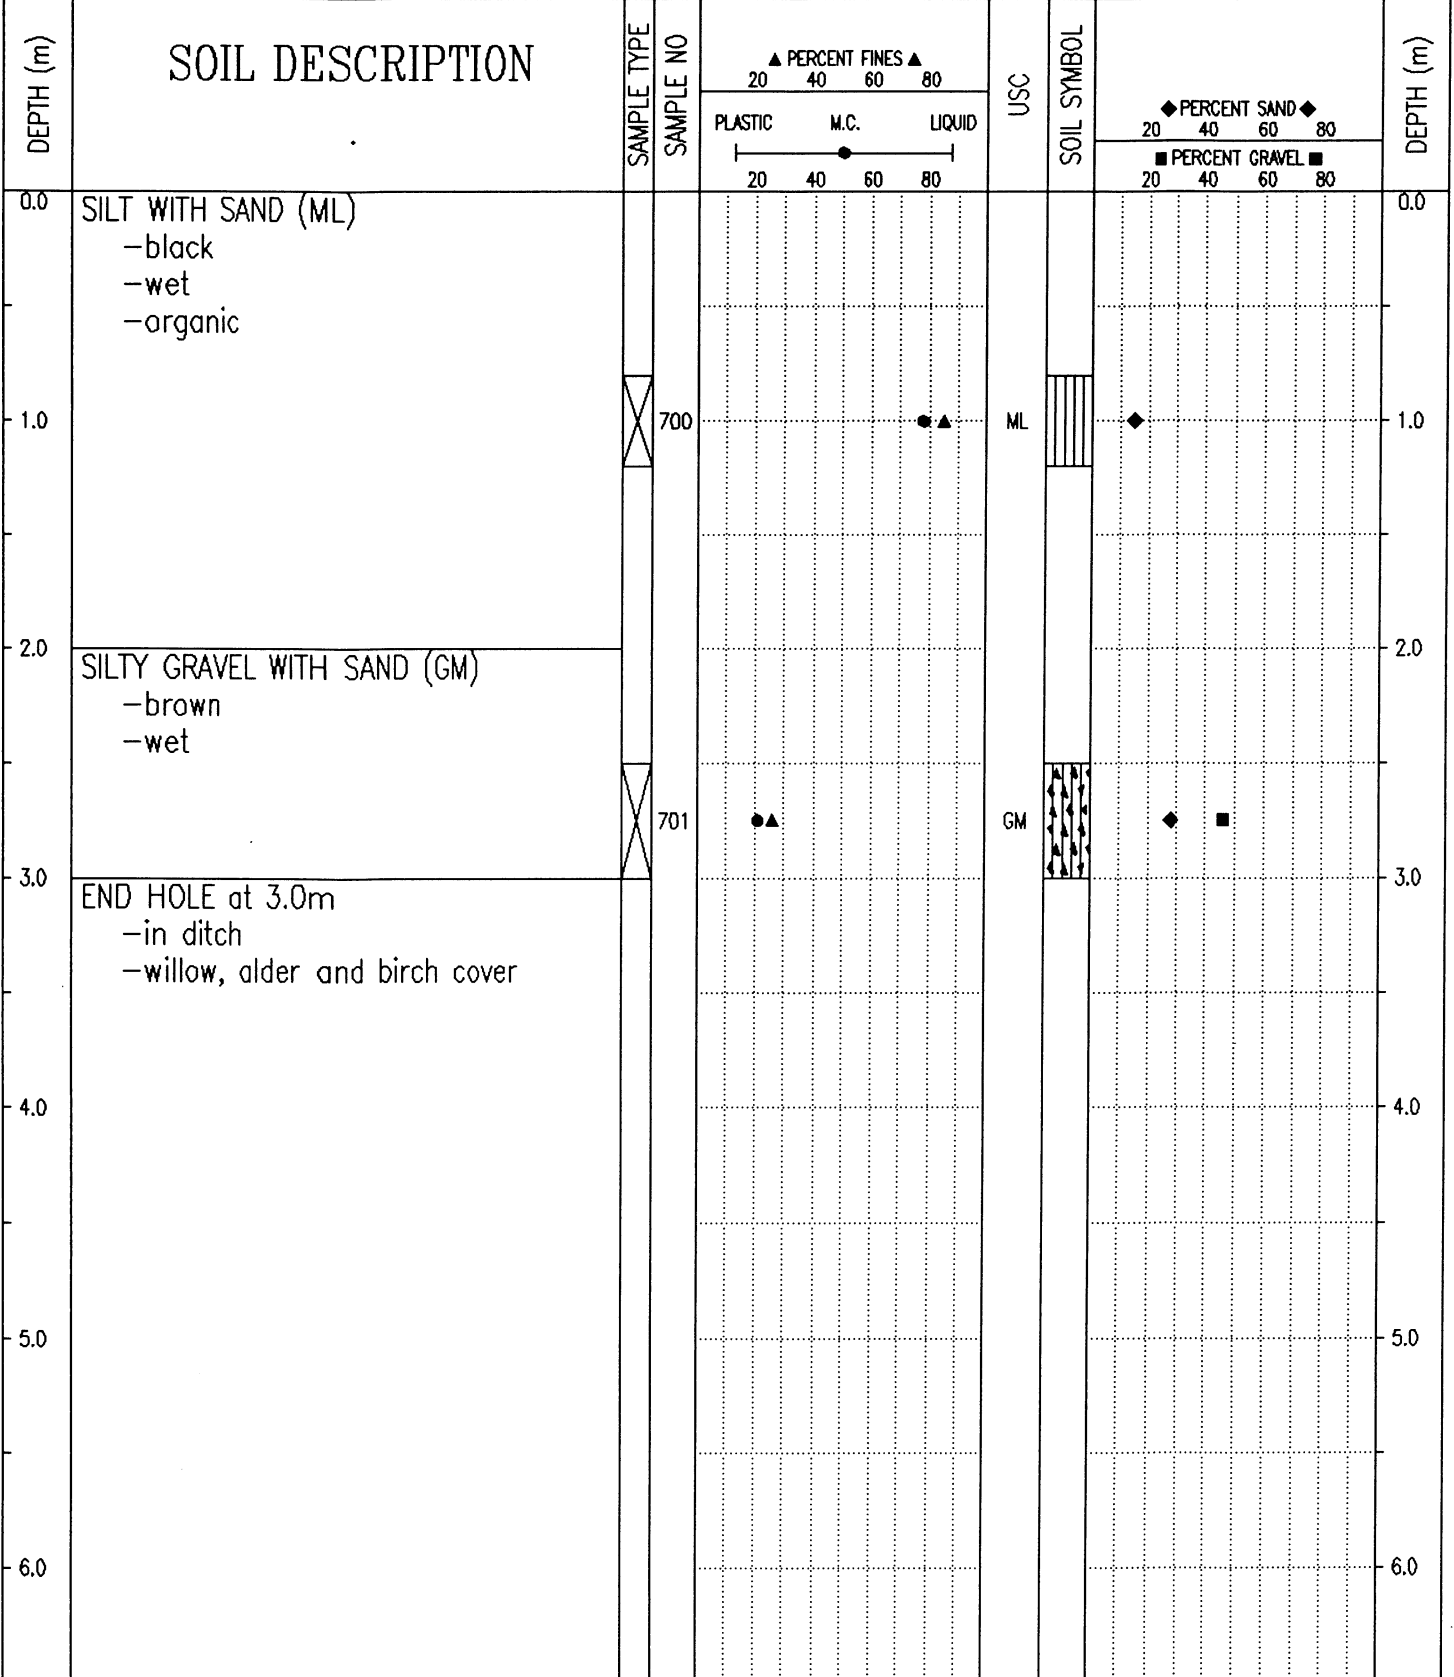 DEPTH (m)
SOIL DESCRIPTION
SAMPLE TYPE
SAMPLE NO
▲ PERCENT FINES ▲
20 40 60 80
PLASTIC M.C. LIQUID
20 40 60 80
USC
SOIL SYMBOL
◆ PERCENT SAND ◆
20 40 60 80
■ PERCENT GRAVEL ■
20 40 60 80
DEPTH (m)
0.0 0.0
SILT WITH SAND (ML)
-black
-wet
-organic
1.0 700 ML 1.0
2.0 2.0
SILTY GRAVEL WITH SAND (GM)
-brown
-wet
701 GM
3.0 3.0
END HOLE at 3.0m
-in ditch
-willow, alder and birch cover
4.0 4.0
5.0 5.0
6.0 6.0